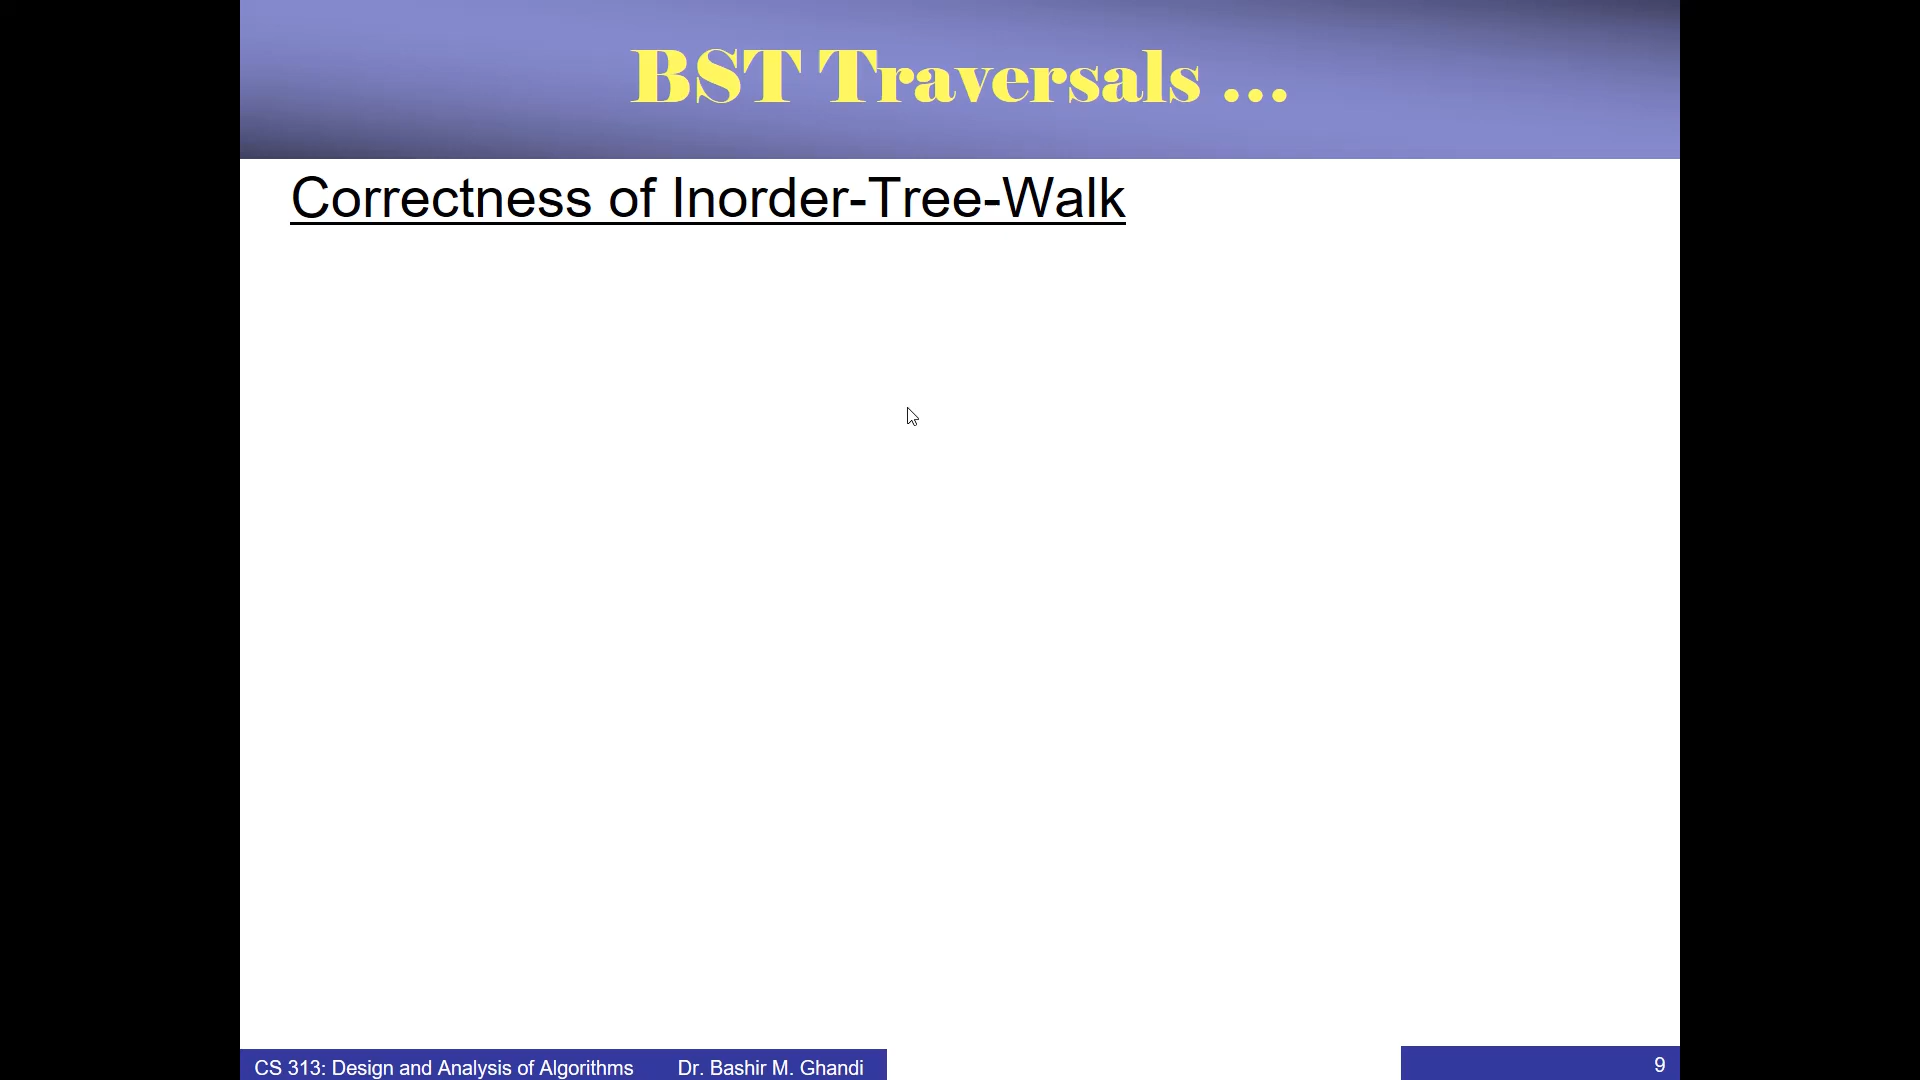 BST Traversals ...
Correctness of Inorder-Tree-Walk
CS 313: Design and Analysis of Algorithms Dr. Bashir M. Ghandi
9